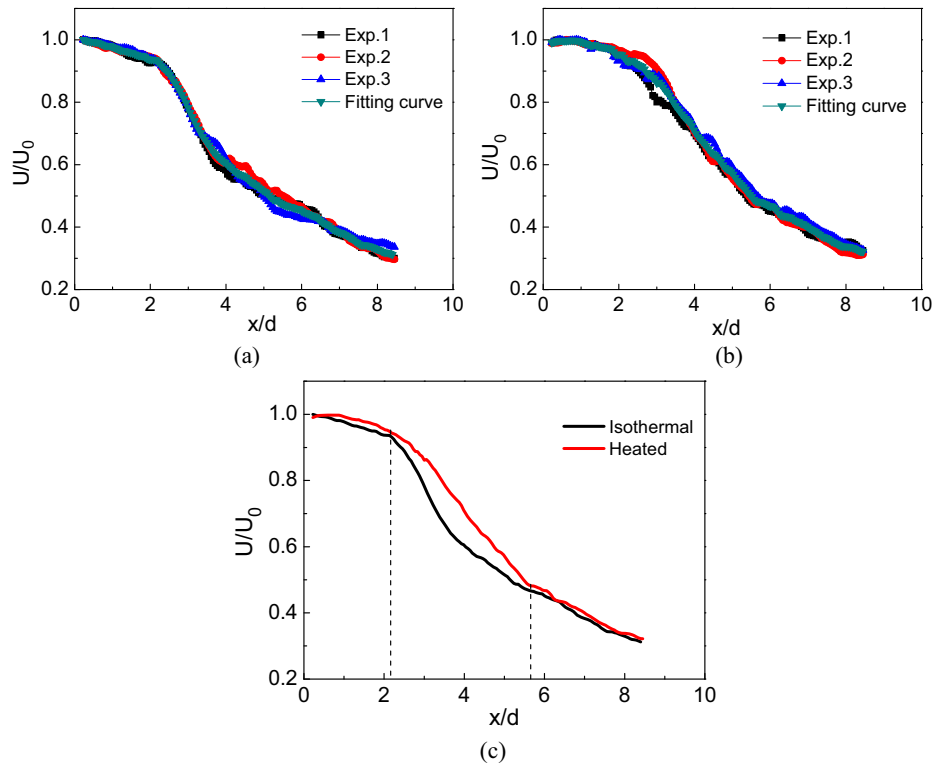 1.0
0.8
0.6
0.4
0.2
U/U0
Exp.1
Exp.2
Exp.3
Fitting curve
0 2 4 6 8 10
x/d
(a)
1.0
0.8
0.6
0.4
0.2
U/U0
Exp.1
Exp.2
Exp.3
Fitting curve
0 2 4 6 8 10
x/d
(b)
1.0
0.8
0.6
0.4
0.2
U/U0
Isothermal
Heated
0 2 4 6 8 10
x/d
(c)